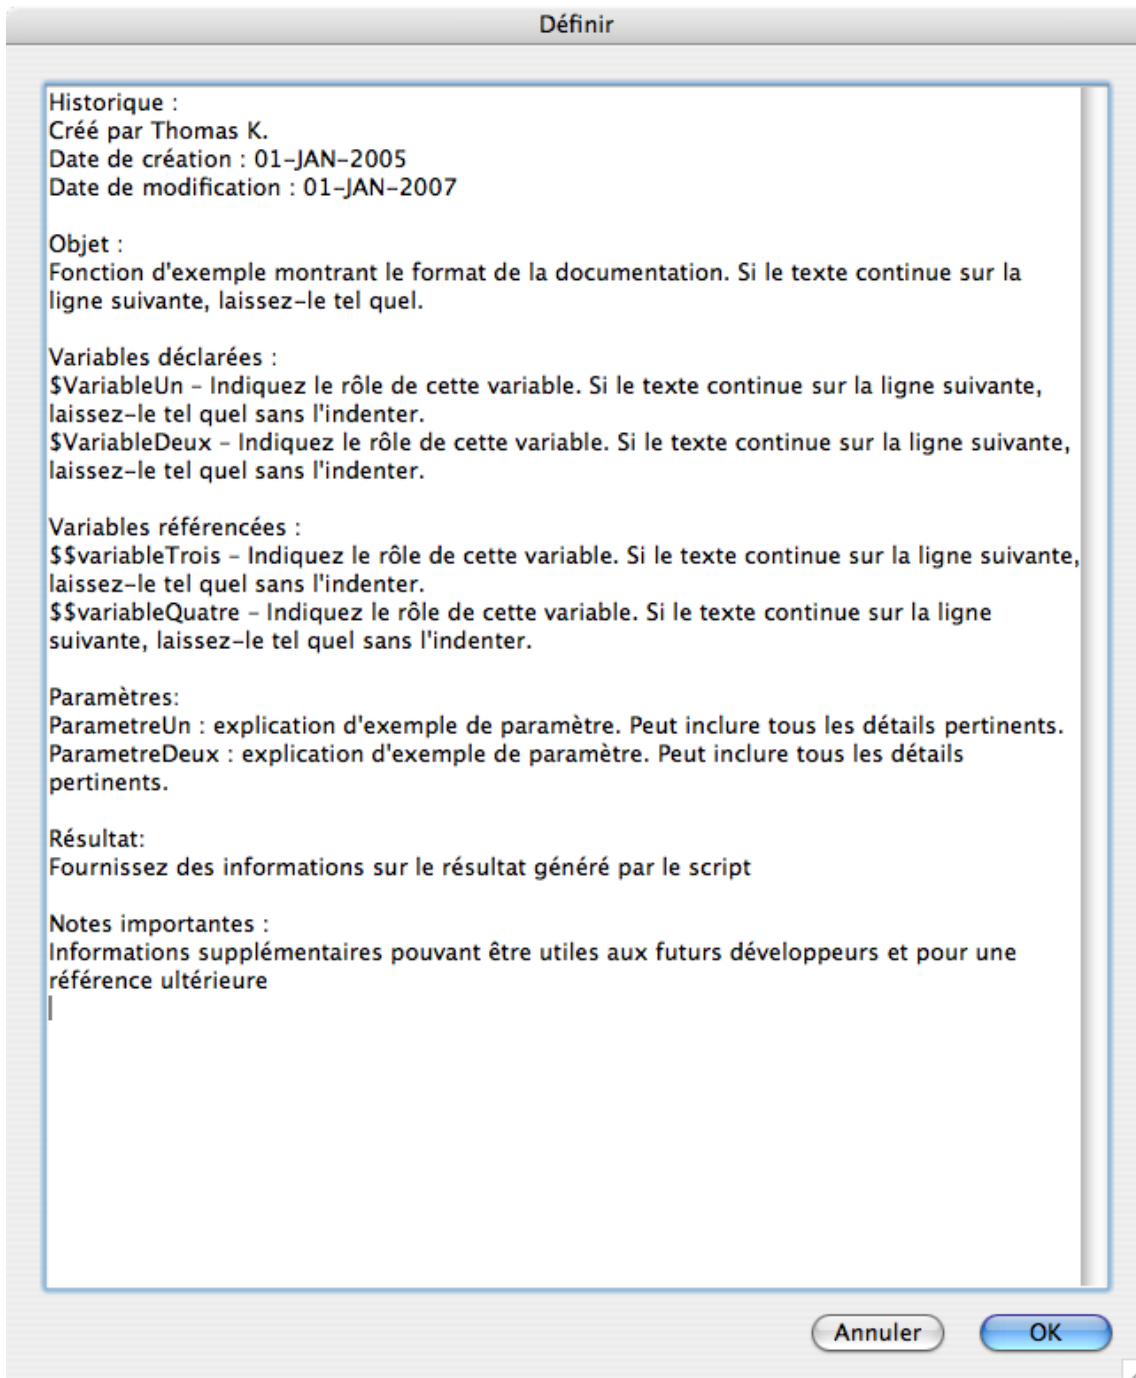 Définir
Historique :
Créé par Thomas K.
Date de création : 01-JAN-2005
Date de modification : 01-JAN-2007
Objet :
Fonction d'exemple montrant le format de la documentation. Si le texte continue sur la
ligne suivante, laissez-le tel quel.
Variables déclarées :
$VariableUn - Indiquez le rôle de cette variable. Si le texte continue sur la ligne suivante,
laissez-le tel quel sans l'indenter.
$VariableDeux - Indiquez le rôle de cette variable. Si le texte continue sur la ligne suivante,
laissez-le tel quel sans l'indenter.
Variables référencées :
$$variableTrois - Indiquez le rôle de cette variable. Si le texte continue sur la ligne suivante,
laissez-le tel quel sans l'indenter.
$$variableQuatre - Indiquez le rôle de cette variable. Si le texte continue sur la ligne
suivante, laissez-le tel quel sans l'indenter.
Paramètres:
ParametreUn : explication d'exemple de paramètre. Peut inclure tous les détails pertinents.
ParametreDeux : explication d'exemple de paramètre. Peut inclure tous les détails
pertinents.
Résultat:
Fournissez des informations sur le résultat généré par le script
Notes importantes :
Informations supplémentaires pouvant être utiles aux futurs développeurs et pour une
référence ultérieure
Annuler
OK